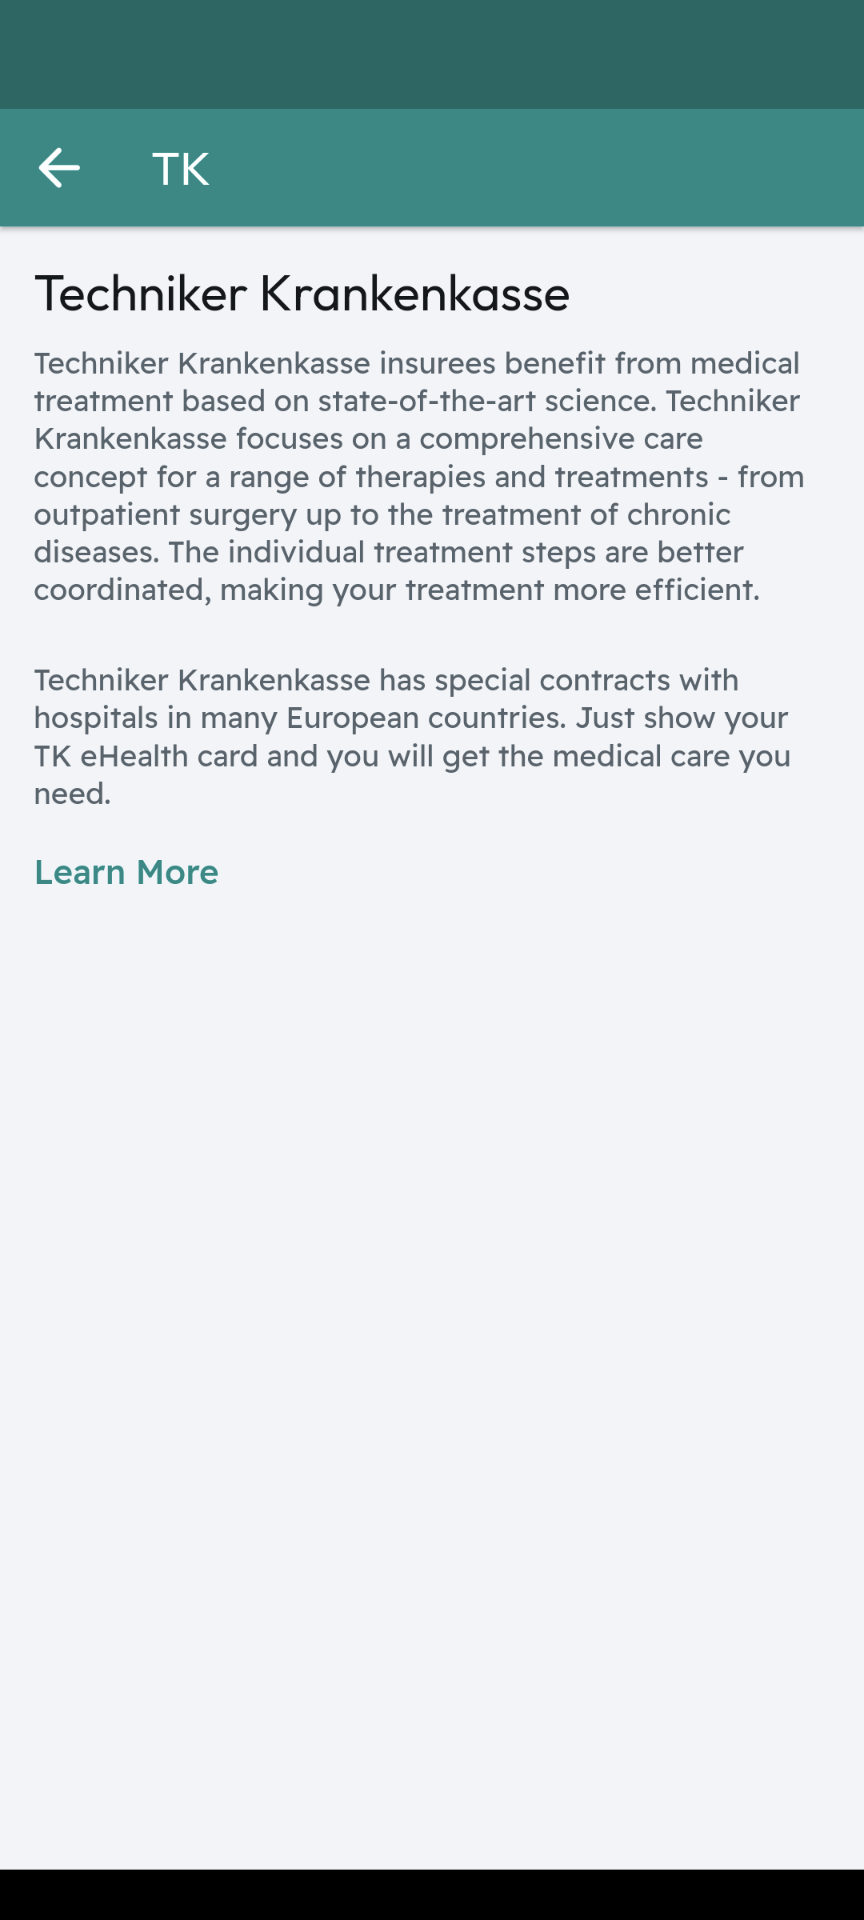 TK
Techniker Krankenkasse
Techniker Krankenkasse insurees benefit from medical
treatment based on state-of-the-art science. Techniker
Krankenkasse focuses on a comprehensive care
concept for a range of therapies and treatments - from
outpatient surgery up to the treatment of chronic
diseases. The individual treatment steps are better
coordinated, making your treatment more efficient.
Techniker Krankenkasse has special contracts with
hospitals in many European countries. Just show your
TK eHealth card and you will get the medical care you
need.
Learn More